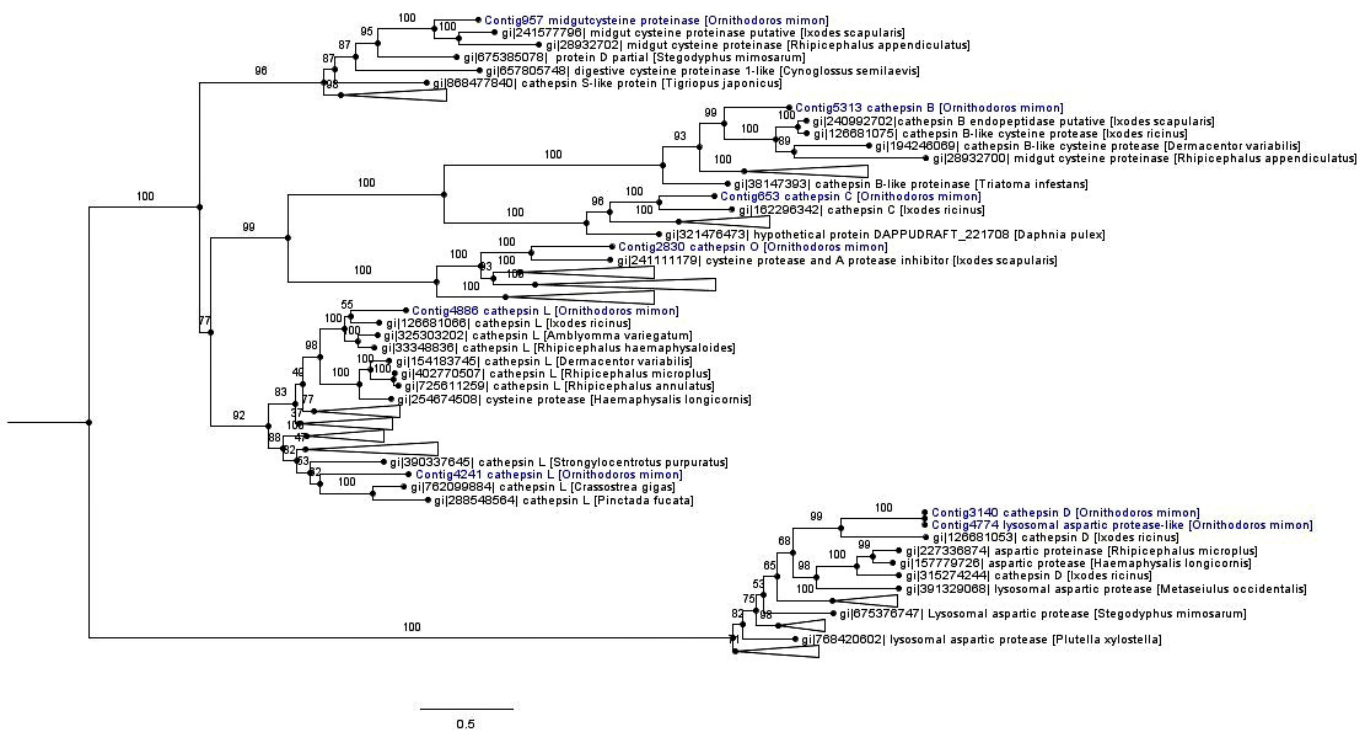 100
Contig957 midgutcysteine proteinase [Ornithodoros mimon]
95
100
gi|241577796| midgut cysteine proteinase putative [Ixodes scapularis]
87
gi|28932702| midgut cysteine proteinase [Rhipicephalus appendiculatus]
87
gi|675385078| protein D partial [Stegodyphus mimosarum]
96
gi|657805748| digestive cysteine proteinase 1-like [Cynoglossus semilaevis]
98
gi|868477840| cathepsin S-like protein [Tigriopus japonicus]
99
Contig5313 cathepsin B [Ornithodoros mimon]
100
gi|240992702|cathepsin B endopeptidase putative [Ixodes scapularis]
93
100
gi|126681075| cathepsin B-like cysteine protease [Ixodes ricinus]
89
gi|194246069| cathepsin B-like cysteine protease [Dermacentor variabilis]
100
gi|28932700| midgut cysteine proteinase [Rhipicephalus appendiculatus]
100
gi|38147393| cathepsin B-like proteinase [Triatoma infestans]
100
100
100
Contig653 cathepsin C [Ornithodoros mimon]
96
100
gi|162296342| cathepsin C [Ixodes ricinus]
100
99
gi|321476473| hypothetical protein DAPPUDRAFT_221708 [Daphnia pulex]
100
Contig2830 cathepsin O [Ornithodoros mimon]
100
gi|241111179| cysteine protease and A protease inhibitor [Ixodes scapularis]
100
93
100
100
55
Contig4886 cathepsin L [Ornithodoros mimon]
77
100
gi|126681066| cathepsin L [Ixodes ricinus]
100
gi|325303202| cathepsin L [Amblyomma variegatum]
98
gi|33348836| cathepsin L [Rhipicephalus haemaphysaloides]
100
gi|154183745| cathepsin L [Dermacentor variabilis]
49
100
100
gi|402770507| cathepsin L [Rhipicephalus microplus]
83
gi|725611259| cathepsin L [Rhipicephalus annulatus]
77
gi|254674508| cysteine protease [Haemaphysalis longicornis]
92
37
100
88
47
82
53
gi|390337645| cathepsin L [Strongylocentrotus purpuratus]
32
Contig4241 cathepsin L [Ornithodoros mimon]
100
gi|762099884| cathepsin L [Crassostrea gigas]
gi|288548564| cathepsin L [Pinctada fucata]
100
Contig3140 cathepsin D [Ornithodoros mimon]
99
Contig4774 lysosomal aspartic protease-like [Ornithodoros mimon]
68
gi|126681053| cathepsin D [Ixodes ricinus]
99
gi|227336874| aspartic proteinase [Rhipicephalus microplus]
65
98
100
gi|157779726| aspartic protease [Haemaphysalis longicornis]
gi|315274244| cathepsin D [Ixodes ricinus]
53
100
gi|391329068| lysosomal aspartic protease [Metaseiulus occidentalis]
75
82
98
gi|675376747| Lysosomal aspartic protease [Stegodyphus mimosarum]
100
71
gi|768420602| lysosomal aspartic protease [Plutella xylostella]
0.5